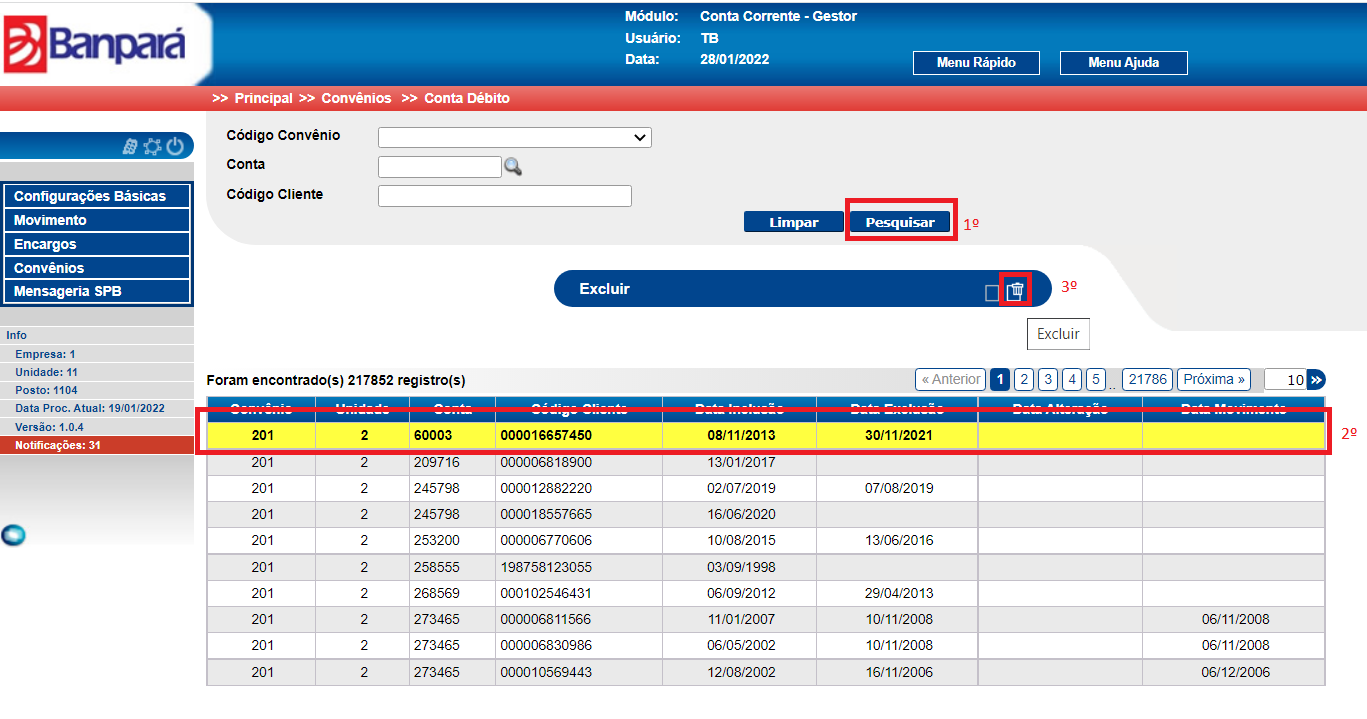 Banpará
Módulo: Conta Corrente - Gestor
Usuário: TB
Data: 28/01/2022
Menu Rápido Menu Ajuda
>> Principal >> Convênios >> Conta Débito
Código Convênio
Conta
Código Cliente
Limpar Pesquisar 1º
Configurações Básicas
Movimento
Encargos
Convênios
Mensageria SPB
Info
Empresa: 1
Unidade: 11
Posto: 1104
Data Proc. Atual: 19/01/2022
Versão: 1.0.4
Notificações: 31
Excluir 3º
Excluir
Foram encontrado(s) 217852 registro(s) « Anterior 1 2 3 4 5 .. 21786 Próxima » 10 »
Convênio Unidade Conta Código Cliente Data Inclusão Data Exclusão Data Alteração Data Movimento
201 2 60003 000016657450 08/11/2013 30/11/2021 2º
201 2 209716 000006818900 13/01/2017
201 2 245798 000012882220 02/07/2019 07/08/2019
201 2 245798 000018557665 16/06/2020
201 2 253200 000006770606 10/08/2015 13/06/2016
201 2 258555 198758123055 03/09/1998
201 2 268569 000102546431 06/09/2012 29/04/2013
201 2 273465 000006811566 11/01/2007 10/11/2008 06/11/2008
201 2 273465 000006830986 06/05/2002 10/11/2008 06/11/2008
201 2 273465 000010569443 12/08/2002 16/11/2006 06/12/2006